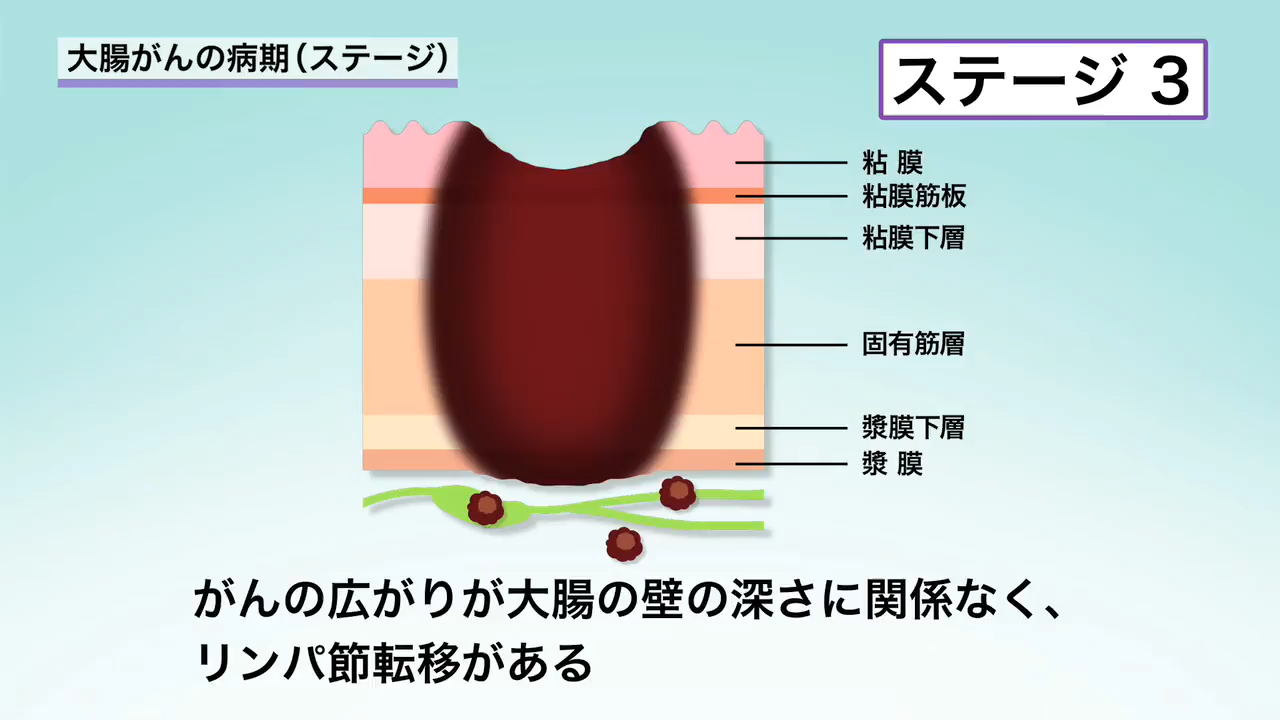 大腸がんの病期（ステージ）
ステージ 3
粘 膜
粘膜筋板
粘膜下層
固有筋層
漿膜下層
漿 膜
がんの広がりが大腸の壁の深さに関係なく、
リンパ節転移がある